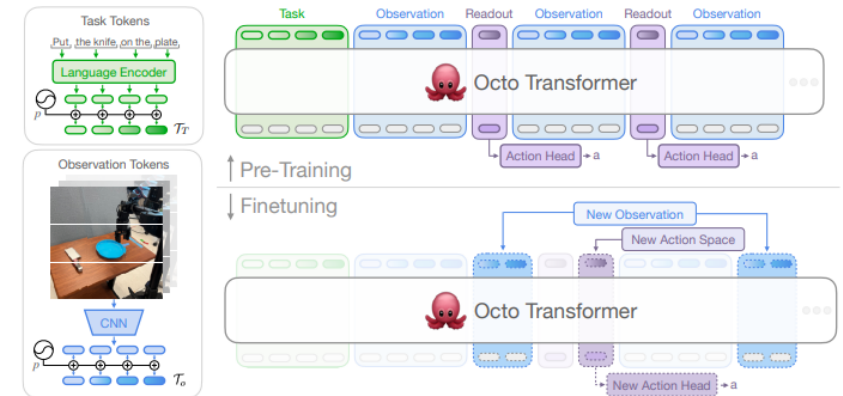 Task Tokens
Put, the knife, on the, plate,
Language Encoder
p
𝒯_T
Observation Tokens
CNN
p
𝒯_o
Task
Observation
Readout
Observation
Readout
Observation
Octo Transformer
Action Head
a
Action Head
a
Pre-Training
Finetuning
New Observation
New Action Space
Octo Transformer
New Action Head
a